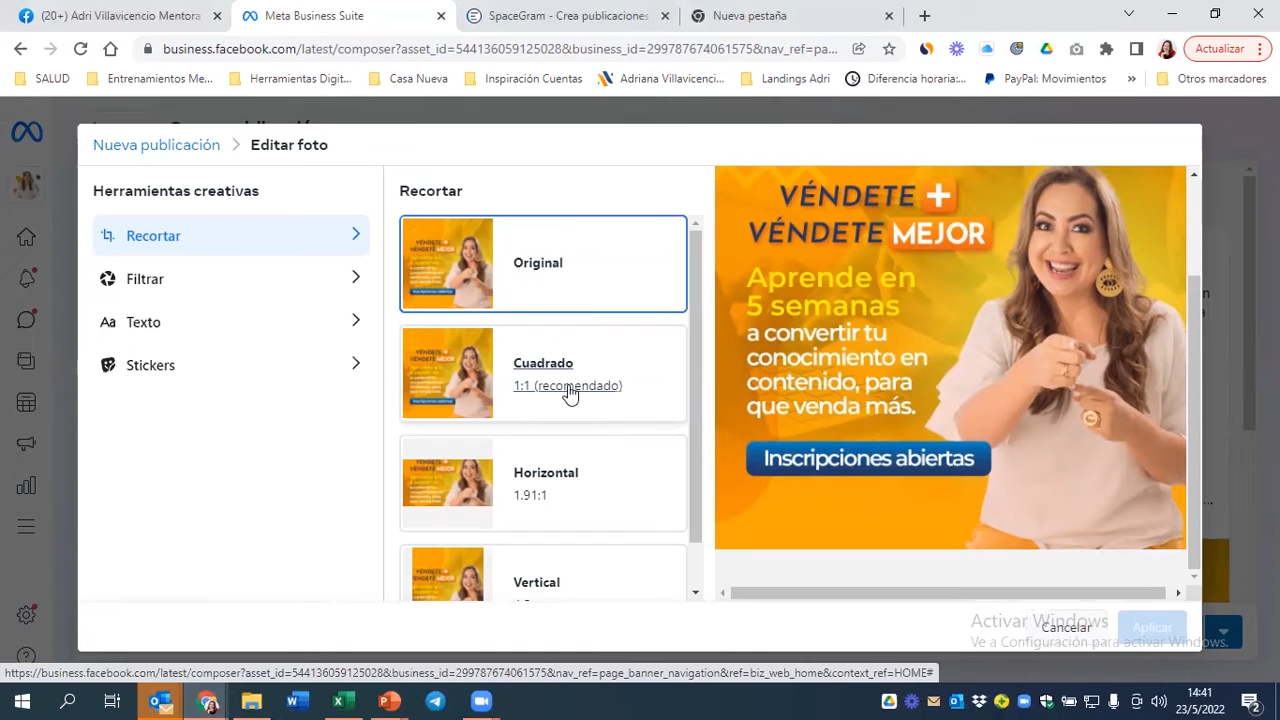 (20+) Adri Villavicencio Mentora
Meta Business Suite
SpaceGram - Crea publicaciones
Nueva pestaña
business.facebook.com/latest/composer?asset_id=544136059125028&business_id=299787674061575&nav_ref=pa...
Actualizar
SALUD
Entrenamientos Me...
Herramientas Digit...
Casa Nueva
Inspiración Cuentas
Adriana Villavicenc...
Landings Adri
Diferencia horaria:...
PayPal: Movimientos
»
Otros marcadores
Nueva publicación
Editar foto
Herramientas creativas
Recortar
Filtrar
Aa Texto
Stickers
Recortar
Original
Cuadrado
1:1 (recomendado)
Horizontal
1.91:1
Vertical
VÉNDETE +
VÉNDETE MEJOR
Aprende en
5 semanas
a convertir tu
conocimiento en
contenido, para
que venda más.
Inscripciones abiertas
Cancelar
Aplicar
Activar Windows
Ve a Configuración para activar Windows.
https://business.facebook.com/latest/composer?asset_id=544136059125028&business_id=299787674061575&nav_ref=page_banner_navigation&ref=biz_web_home&context_ref=HOME#
14:41
23/5/2022
2